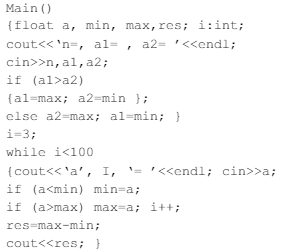 Main()
{float a, min, max,res; i:int;
cout<<‘n=, a1= , a2= ’<<endl;
cin>>n,a1,a2;
if (a1>a2)
{a1=max; a2=min };
else a2=max; a1=min; }
i=3;
while i<100
{cout<<‘a’, I, ‘= ’<<endl; cin>>a;
if (a<min) min=a;
if (a>max) max=a; i++;
res=max-min;
cout<<res; }